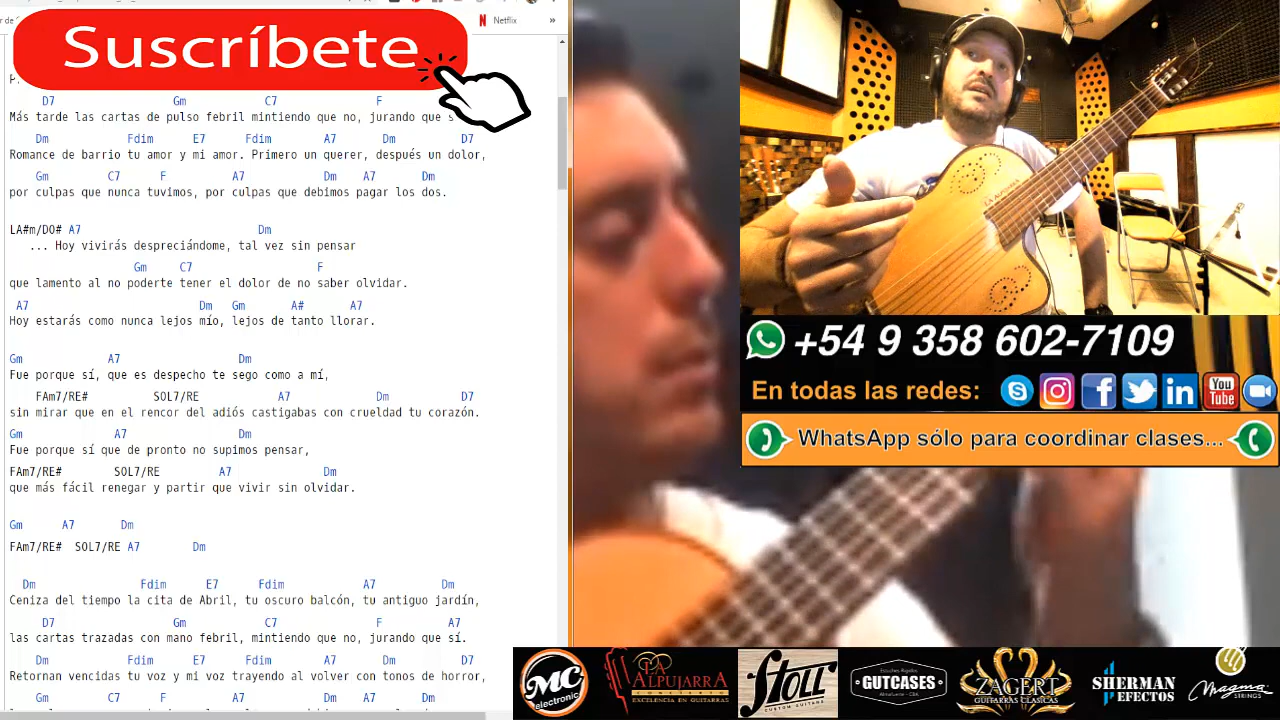 Suscríbete
Netflix
D7 Gm C7 F
Más tarde las cartas de pulso febril mintiendo que no, jurando que
Dm Fdim E7 Fdim A7 Dm D7
Romance de barrio tu amor y mi amor. Primero un querer, después un dolor,
Gm C7 F A7 Dm A7 Dm
por culpas que nunca tuvimos, por culpas que debimos pagar los dos.
LA#m/DO# A7 Dm
... Hoy vivirás despreciándome, tal vez sin pensar
Gm C7 F
que lamento al no poderte tener el dolor de no saber olvidar.
A7 Dm Gm A# A7
Hoy estarás como nunca lejos mío, lejos de tanto llorar.
Gm A7 Dm
Fue porque sí, que es despecho te sego como a mí,
FAm7/RE# SOL7/RE A7 Dm D7
sin mirar que en el rencor del adiós castigabas con crueldad tu corazón.
Gm A7 Dm
Fue porque sí que de pronto no supimos pensar,
FAm7/RE# SOL7/RE A7 Dm
que más fácil renegar y partir que vivir sin olvidar.
Gm A7 Dm
FAm7/RE# SOL7/RE A7 Dm
Dm Fdim E7 Fdim A7 Dm
Ceniza del tiempo la cita de Abril, tu oscuro balcón, tu antiguo jardín,
D7 Gm C7 F A7
las cartas trazadas con mano febril, mintiendo que no, jurando que sí.
Dm Fdim E7 Fdim A7 Dm D7
Retornan vencidas tu voz y mi voz trayendo al volver con tonos de horror,
Gm C7 F A7 Dm A7 Dm
+54 9 358 602-7109
En todas las redes:
in
You
Tube
WhatsApp sólo para coordinar clases...
MC
electronic
LA
ALPUJARRA
EXCELENCIA EN GUITARRAS
STOLL
CUSTOM GUITARS
GUTCASES
ZAGERT
GUITARRAS CLASICAS
SHERMAN
EFECTOS
Magma
STRINGS